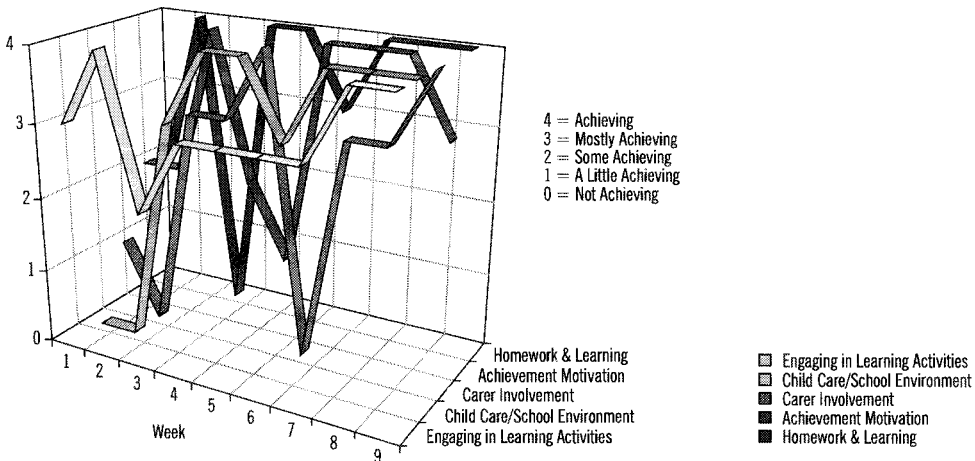 4
3
2
1
0
1
2
3
4
5
6
7
8
9
Week
Homework & Learning
Achievement Motivation
Carer Involvement
Child Care/School Environment
Engaging in Learning Activities
4 = Achieving
3 = Mostly Achieving
2 = Some Achieving
1 = A Little Achieving
0 = Not Achieving
Engaging in Learning Activities
Child Care/School Environment
Carer Involvement
Achievement Motivation
Homework & Learning